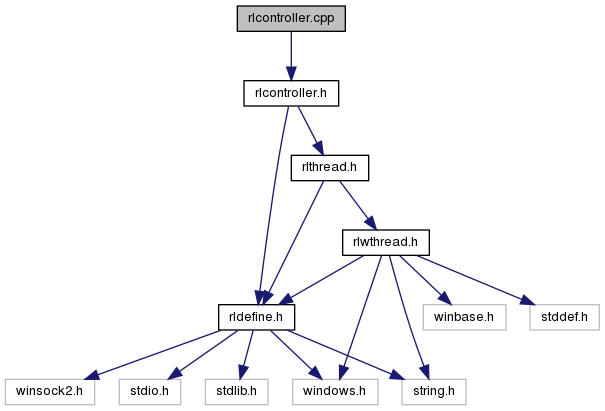 rlcontroller.cpp
rlcontroller.h
rlthread.h
rlwthread.h
rldefine.h
winbase.h
stddef.h
winsock2.h
stdio.h
stdlib.h
windows.h
string.h